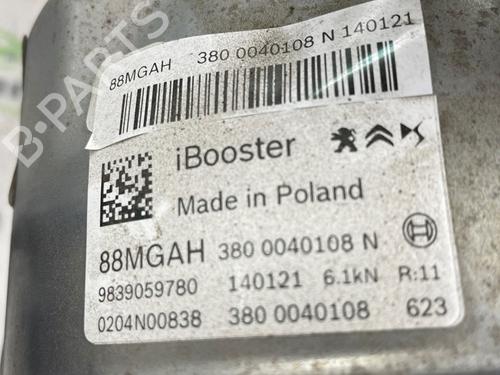 88MGAH 380 0040108 N 140121
iBooster
Made in Poland
88MGAH 380 0040108 N
9839059780 140121 6.1kN R:11
0204N00838 380 0040108 623
B-PARTS